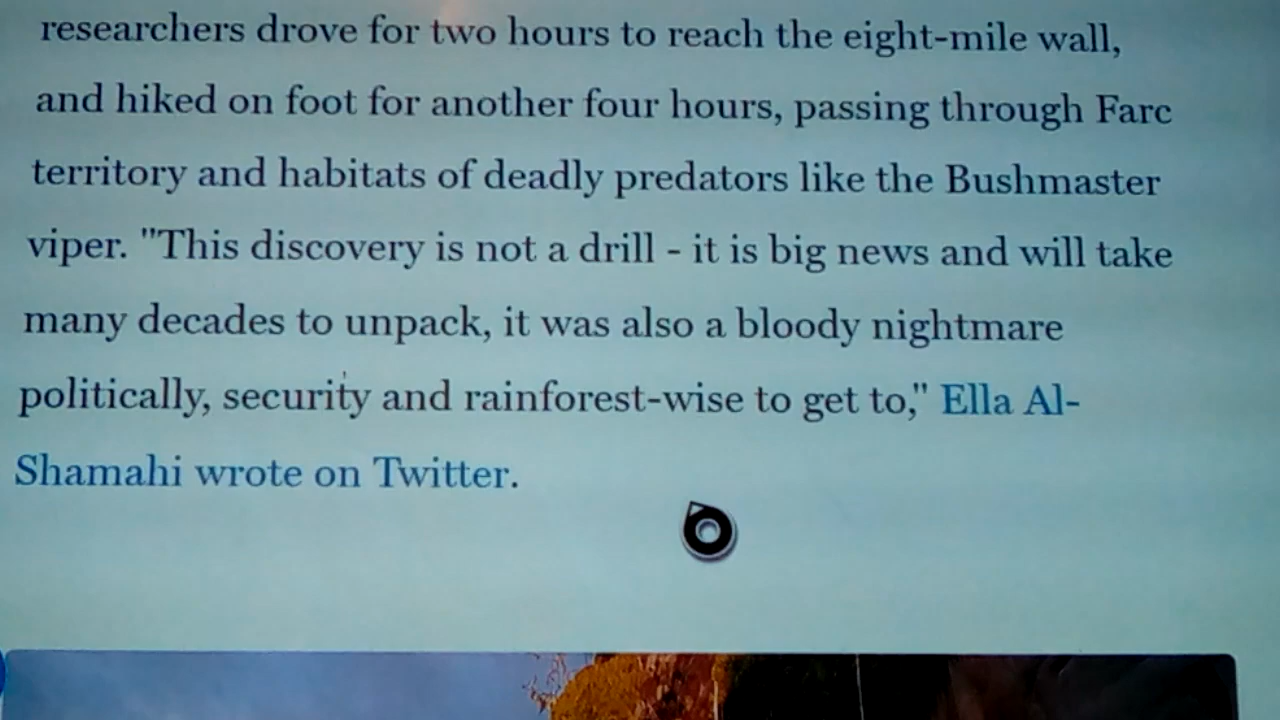 researchers drove for two hours to reach the eight-mile wall,
and hiked on foot for another four hours, passing through Farc
territory and habitats of deadly predators like the Bushmaster
viper. "This discovery is not a drill - it is big news and will take
many decades to unpack, it was also a bloody nightmare
politically, security and rainforest-wise to get to," Ella Al-
Shamahi wrote on Twitter.